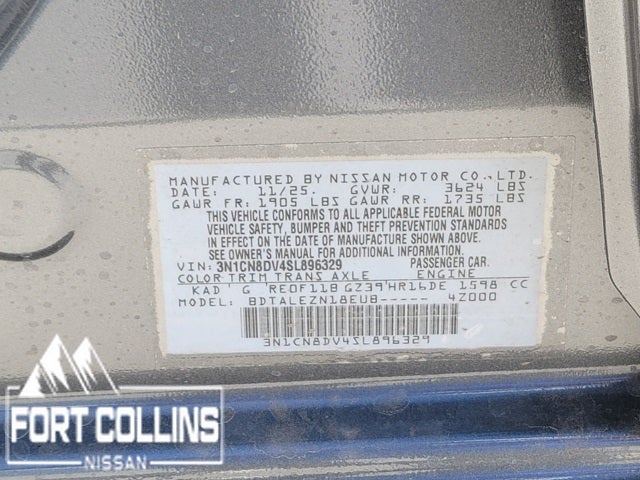 MANUFACTURED BY NISSAN MOTOR CO.,LTD.
DATE: 11/25. GVWR: 3624 LBS
GAWR FR: 1905 LBS GAWR RR: 1735 LBS
THIS VEHICLE CONFORMS TO ALL APPLICABLE FEDERAL MOTOR
VEHICLE SAFETY, BUMPER AND THEFT PREVENTION STANDARDS
IN EFFECT ON THE DATE OF MANUFACTURE SHOWN ABOVE.
SEE OWNER'S MANUAL FOR ADDITIONAL INFORMATION.
VIN: 3N1CN8DV4SL896329 PASSENGER CAR.
COLOR TRIM TRANS AXLE ENGINE
KAD G RE0F11B GZ39 HR16DE 1598 CC
MODEL: BDTALEZN18EUB----- 4Z000
3N1CN8DV4SL896329
FORT COLLINS
NISSAN